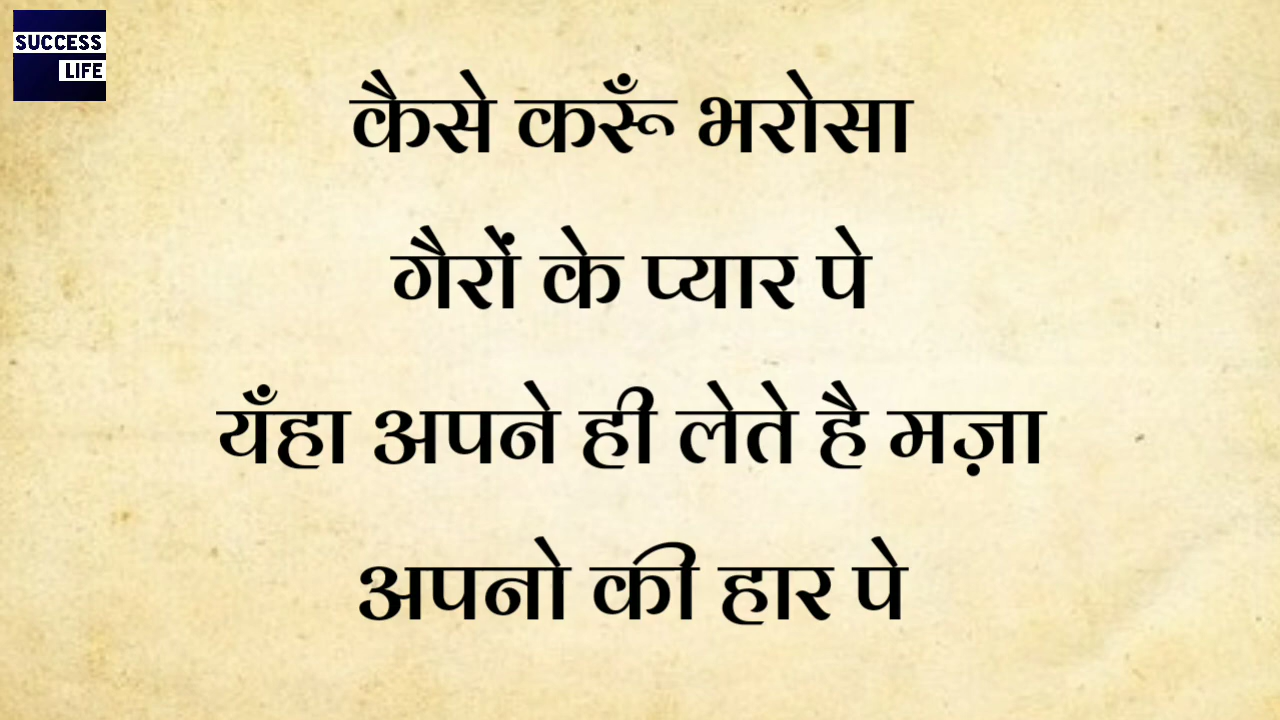 SUCCESS
LIFE
कैसे करूँ भरोसा
गैरों के प्यार पे
यँहा अपने ही लेते है मज़ा
अपनो की हार पे